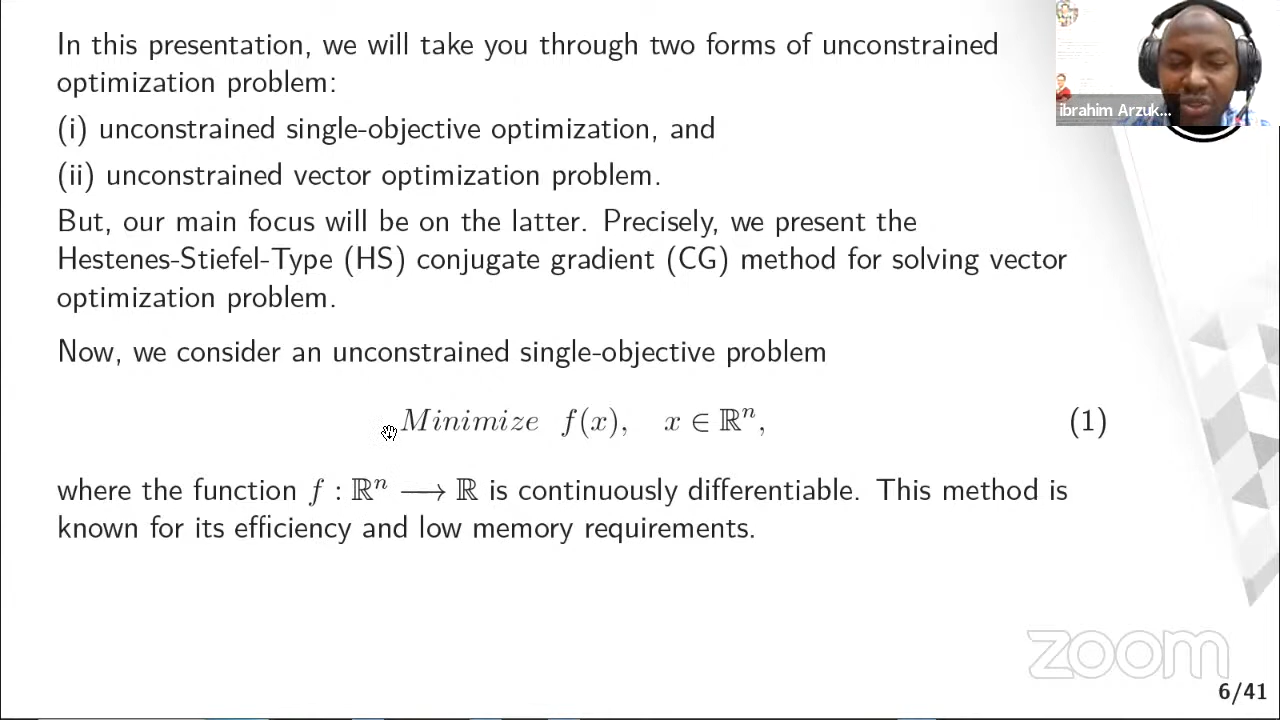 In this presentation, we will take you through two forms of unconstrained
optimization problem:
(i) unconstrained single-objective optimization, and
(ii) unconstrained vector optimization problem.
But, our main focus will be on the latter. Precisely, we present the
Hestenes-Stiefel-Type (HS) conjugate gradient (CG) method for solving vector
optimization problem.
Now, we consider an unconstrained single-objective problem
Minimize f(x), x ∈ ℝⁿ, (1)
where the function f : ℝⁿ ⟶ ℝ is continuously differentiable. This method is
known for its efficiency and low memory requirements.
ibrahim Arzuk...
zoom
6/41